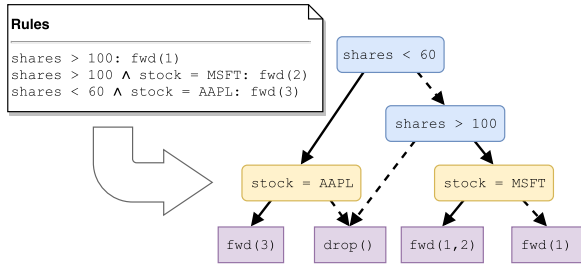 Rules
shares > 100: fwd(1)
shares > 100 ∧ stock = MSFT: fwd(2)
shares < 60 ∧ stock = AAPL: fwd(3)
shares < 60
shares > 100
stock = AAPL
stock = MSFT
fwd(3)
drop()
fwd(1,2)
fwd(1)